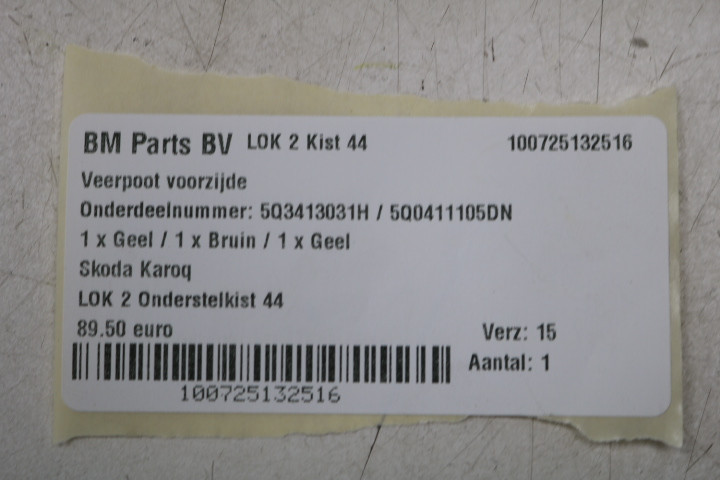 BM Parts BV LOK 2 Kist 44 100725132516
Veerpoot voorzijde
Onderdeelnummer: 5Q3413031H / 5Q0411105DN
1 x Geel / 1 x Bruin / 1 x Geel
Skoda Karoq
LOK 2 Onderstelkist 44
89.50 euro Verz: 15
Aantal: 1
100725132516